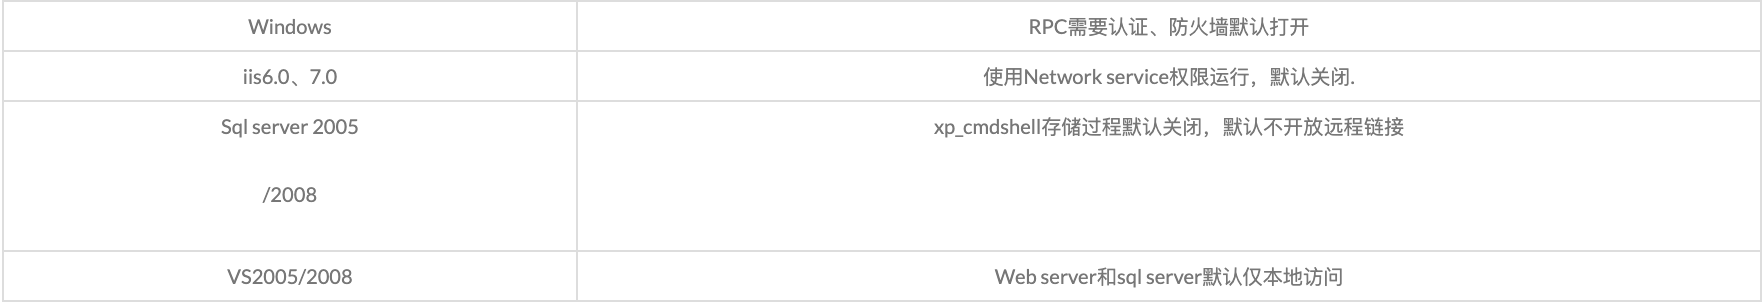 Windows
RPC需要认证、防火墙默认打开
iis6.0、7.0
使用Network service权限运行，默认关闭.
Sql server 2005
xp_cmdshell存储过程默认关闭，默认不开放远程链接
/2008
VS2005/2008
Web server和sql server默认仅本地访问